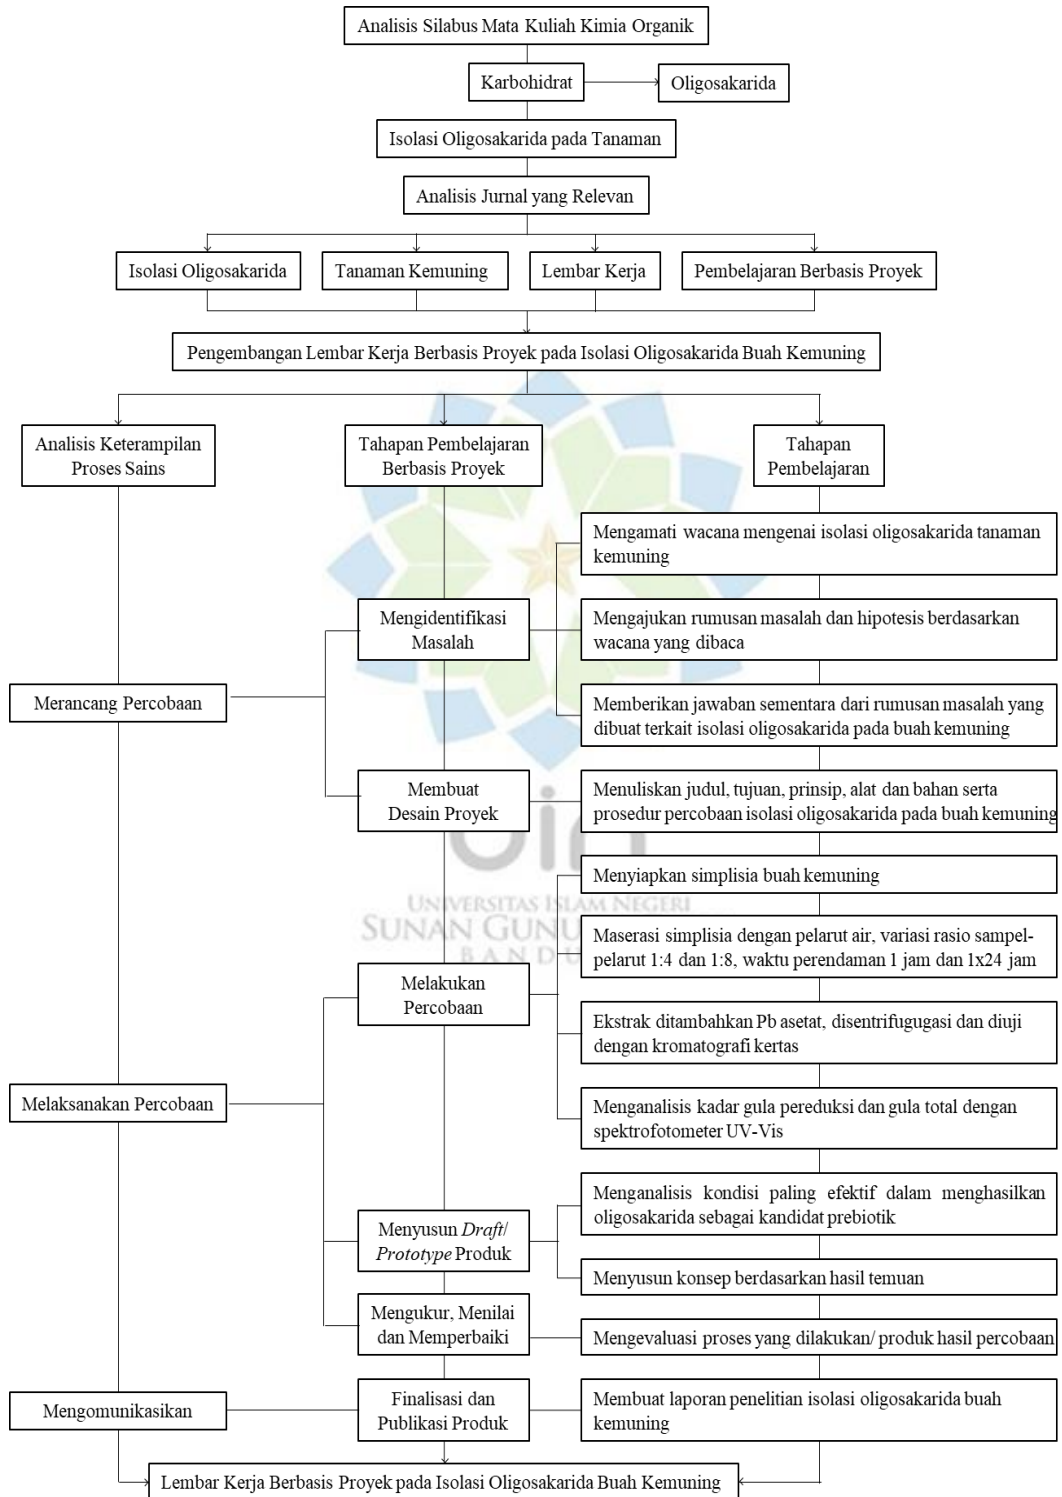 Analisis Silabus Mata Kuliah Kimia Organik
Karbohidrat
Oligosakarida
Isolasi Oligosakarida pada Tanaman
Analisis Jurnal yang Relevan
Isolasi Oligosakarida
Tanaman Kemuning
Lembar Kerja
Pembelajaran Berbasis Proyek
Pengembangan Lembar Kerja Berbasis Proyek pada Isolasi Oligosakarida Buah Kemuning
Analisis Keterampilan
Proses Sains
Tahapan Pembelajaran
Berbasis Proyek
Tahapan
Pembelajaran
Mengamati wacana mengenai isolasi oligosakarida tanaman
kemuning
Mengidentifikasi
Masalah
Mengajukan rumusan masalah dan hipotesis berdasarkan
wacana yang dibaca
Merancang Percobaan
Memberikan jawaban sementara dari rumusan masalah yang
dibuat terkait isolasi oligosakarida pada buah kemuning
Membuat
Desain Proyek
Menuliskan judul, tujuan, prinsip, alat dan bahan serta
prosedur percobaan isolasi oligosakarida pada buah kemuning
uin
Menyiapkan simplisia buah kemuning
UNIVERSITAS ISLAM NEGERI
SUNAN GUNU
BANDU
Maserasi simplisia dengan pelarut air, variasi rasio sampel-
pelarut 1:4 dan 1:8, waktu perendaman 1 jam dan 1x24 jam
Melakukan
Percobaan
Ekstrak ditambahkan Pb asetat, disentrifugugasi dan diuji
dengan kromatografi kertas
Melaksanakan Percobaan
Menganalisis kadar gula pereduksi dan gula total dengan
spektrofotometer UV-Vis
Menganalisis kondisi paling efektif dalam menghasilkan
oligosakarida sebagai kandidat prebiotik
Menyusun Draft/
Prototype Produk
Menyusun konsep berdasarkan hasil temuan
Mengukur, Menilai
dan Memperbaiki
Mengevaluasi proses yang dilakukan/ produk hasil percobaan
Mengomunikasikan
Finalisasi dan
Publikasi Produk
Membuat laporan penelitian isolasi oligosakarida buah
kemuning
Lembar Kerja Berbasis Proyek pada Isolasi Oligosakarida Buah Kemuning